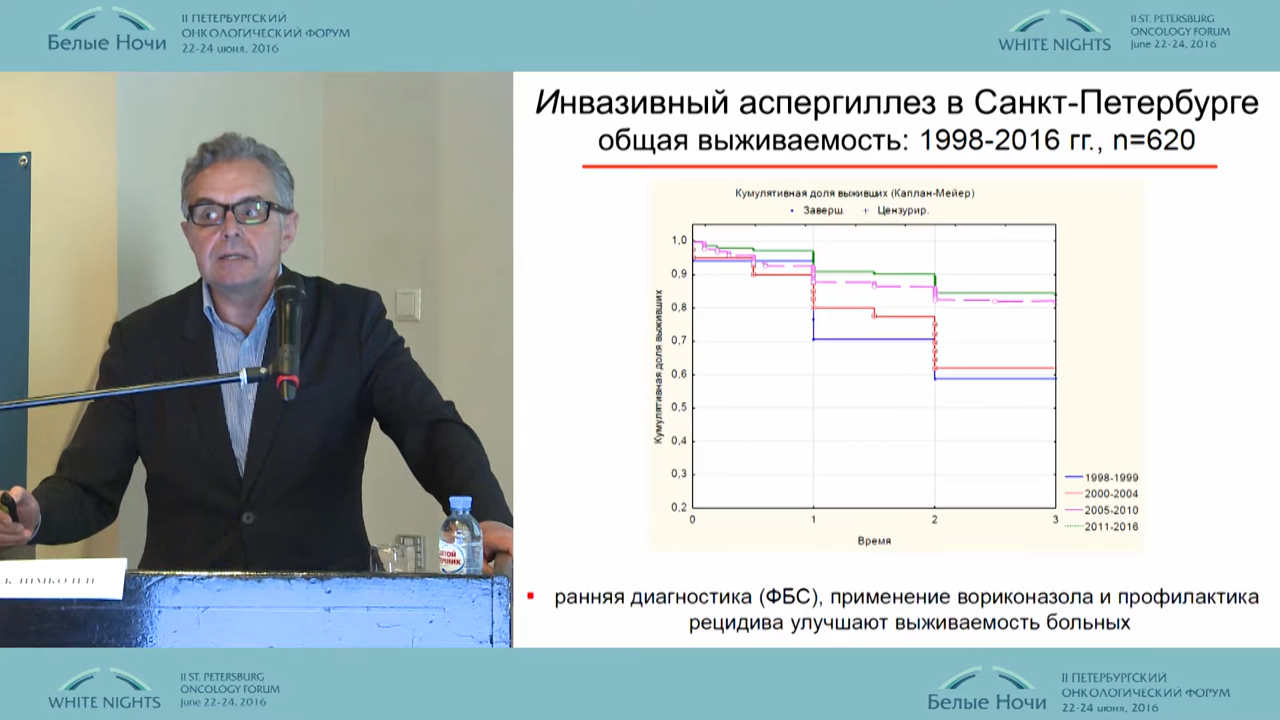 Белые Ночи
II ПЕТЕРБУРГСКИЙ
ОНКОЛОГИЧЕСКИЙ ФОРУМ
22-24 июня, 2016
WHITE NIGHTS
II ST. PETERSBURG
ONCOLOGY FORUM
June 22-24, 2016
Инвазивный аспергиллез в Санкт-Петербурге
общая выживаемость: 1998-2016 гг., n=620
Кумулятивная доля выживших (Каплан-Мейер)
Заверш. Цензурир.
Кумулятивная доля выживших
1,0
0,9
0,8
0,7
0,6
0,5
0,4
0,3
0,2
0 1 2 3
Время
1998-1999
2000-2004
2005-2010
2011-2016
ранняя диагностика (ФБС), применение вориконазола и профилактика
рецидива улучшают выживаемость больных
WHITE NIGHTS
II ST. PETERSBURG
ONCOLOGY FORUM
June 22-24, 2016
Белые Ночи
II ПЕТЕРБУРГСКИЙ
ОНКОЛОГИЧЕСКИЙ ФОРУМ
22-24 июня, 2016